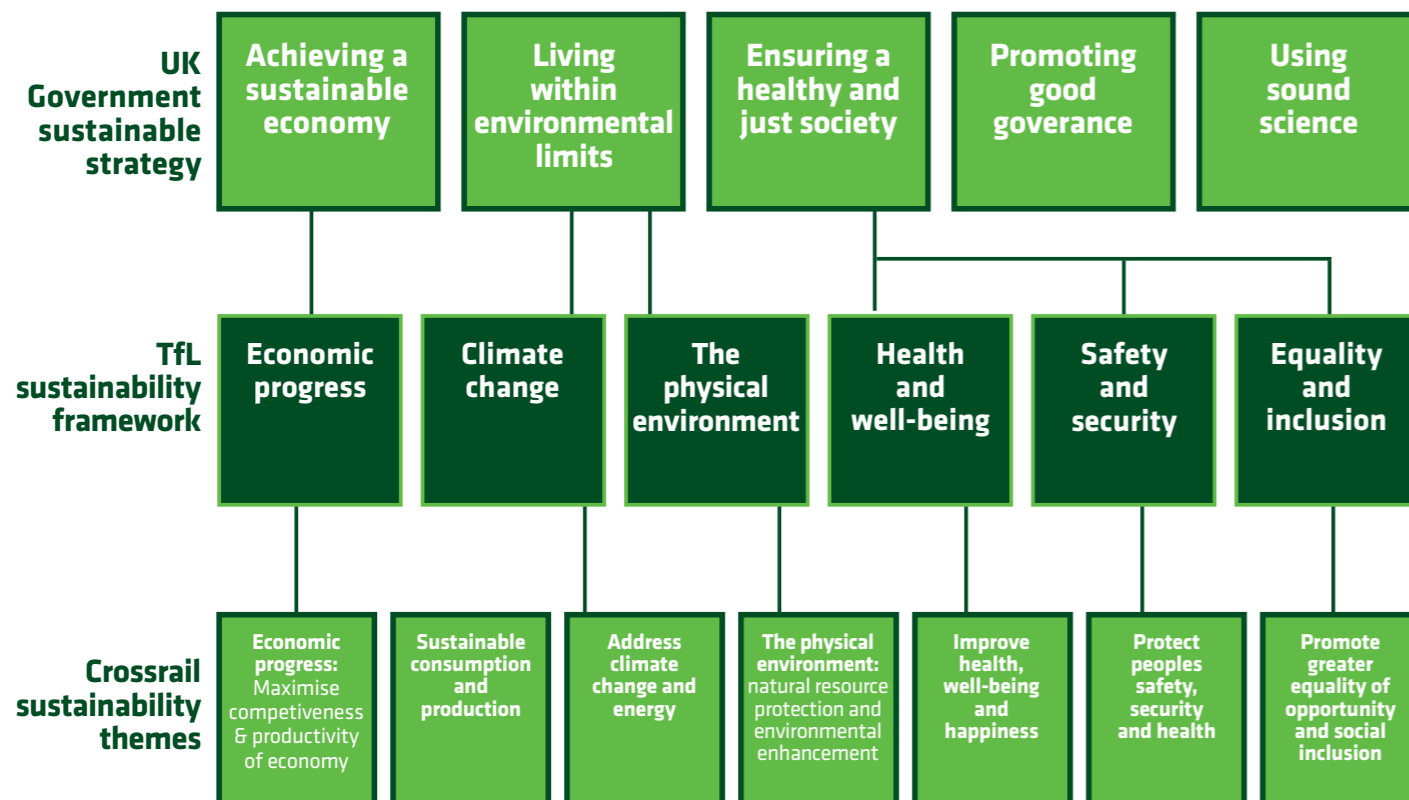 UK
Government
sustainable
strategy
Achieving a
sustainable
economy
Living
within
environmental
limits
Ensuring a
healthy and
just society
Promoting
good
goverance
Using
sound
science
TfL
sustainability
framework
Economic
progress
Climate
change
The
physical
environment
Health
and
well-being
Safety
and
security
Equality
and
inclusion
Crossrail
sustainability
themes
Economic
progress:
Maximise
competiveness
& productivity
of economy
Sustainable
consumption
and
production
Address
climate
change and
energy
The physical
environment:
natural resource
protection and
environmental
enhancement
Improve
health,
well-being
and
happiness
Protect
peoples
safety,
security
and health
Promote
greater
equality of
opportunity
and social
inclusion